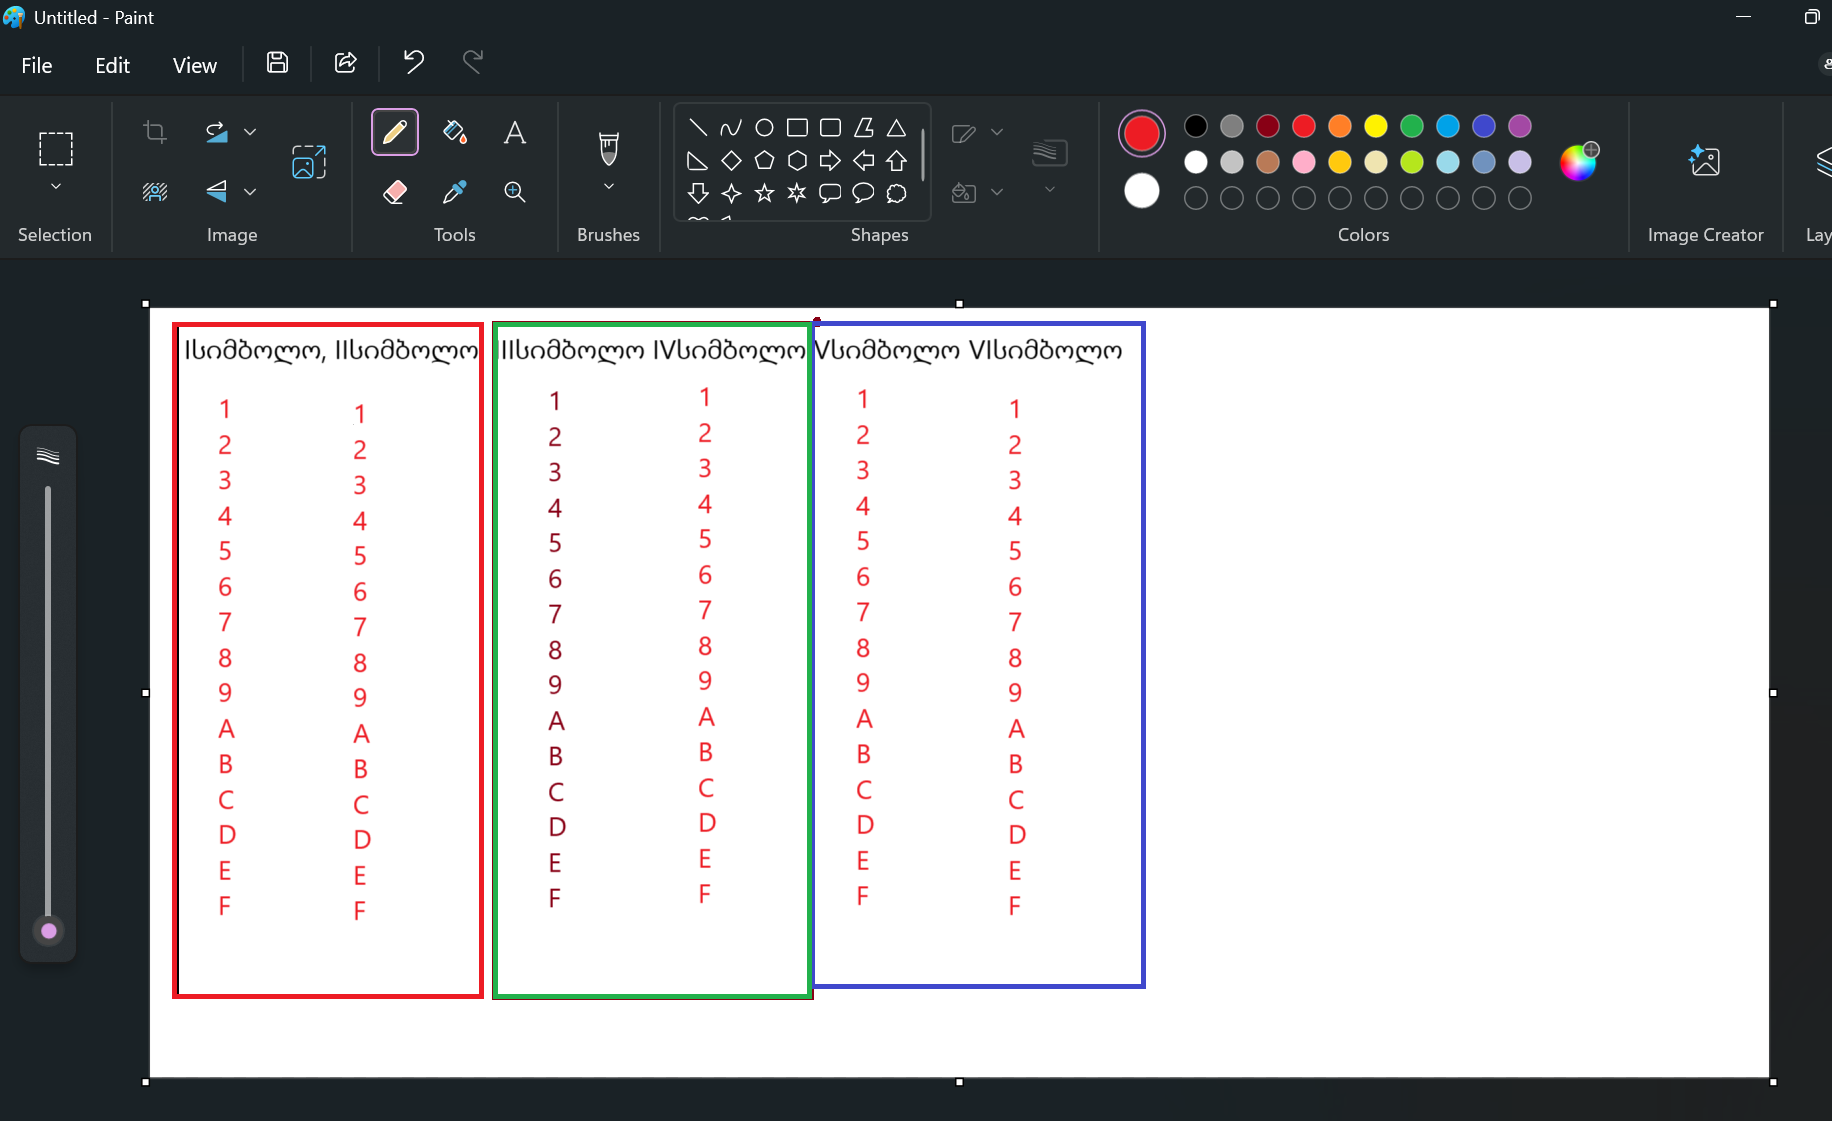 Untitled - Paint
File Edit View
Selection Image Tools Brushes Shapes Colors Image Creator Lay
Iსიმბოლო, IIსიმბოლო IIIსიმბოლო IVსიმბოლო Vსიმბოლო VIსიმბოლო
1 1 1 1 1 1
2 2 2 2 2 2
3 3 3 3 3 3
4 4 4 4 4 4
5 5 5 5 5 5
6 6 6 6 6 6
7 7 7 7 7 7
8 8 8 8 8 8
9 9 9 9 9 9
A A A A A A
B B B B B B
C C C C C C
D D D D D D
E E E E E E
F F F F F F